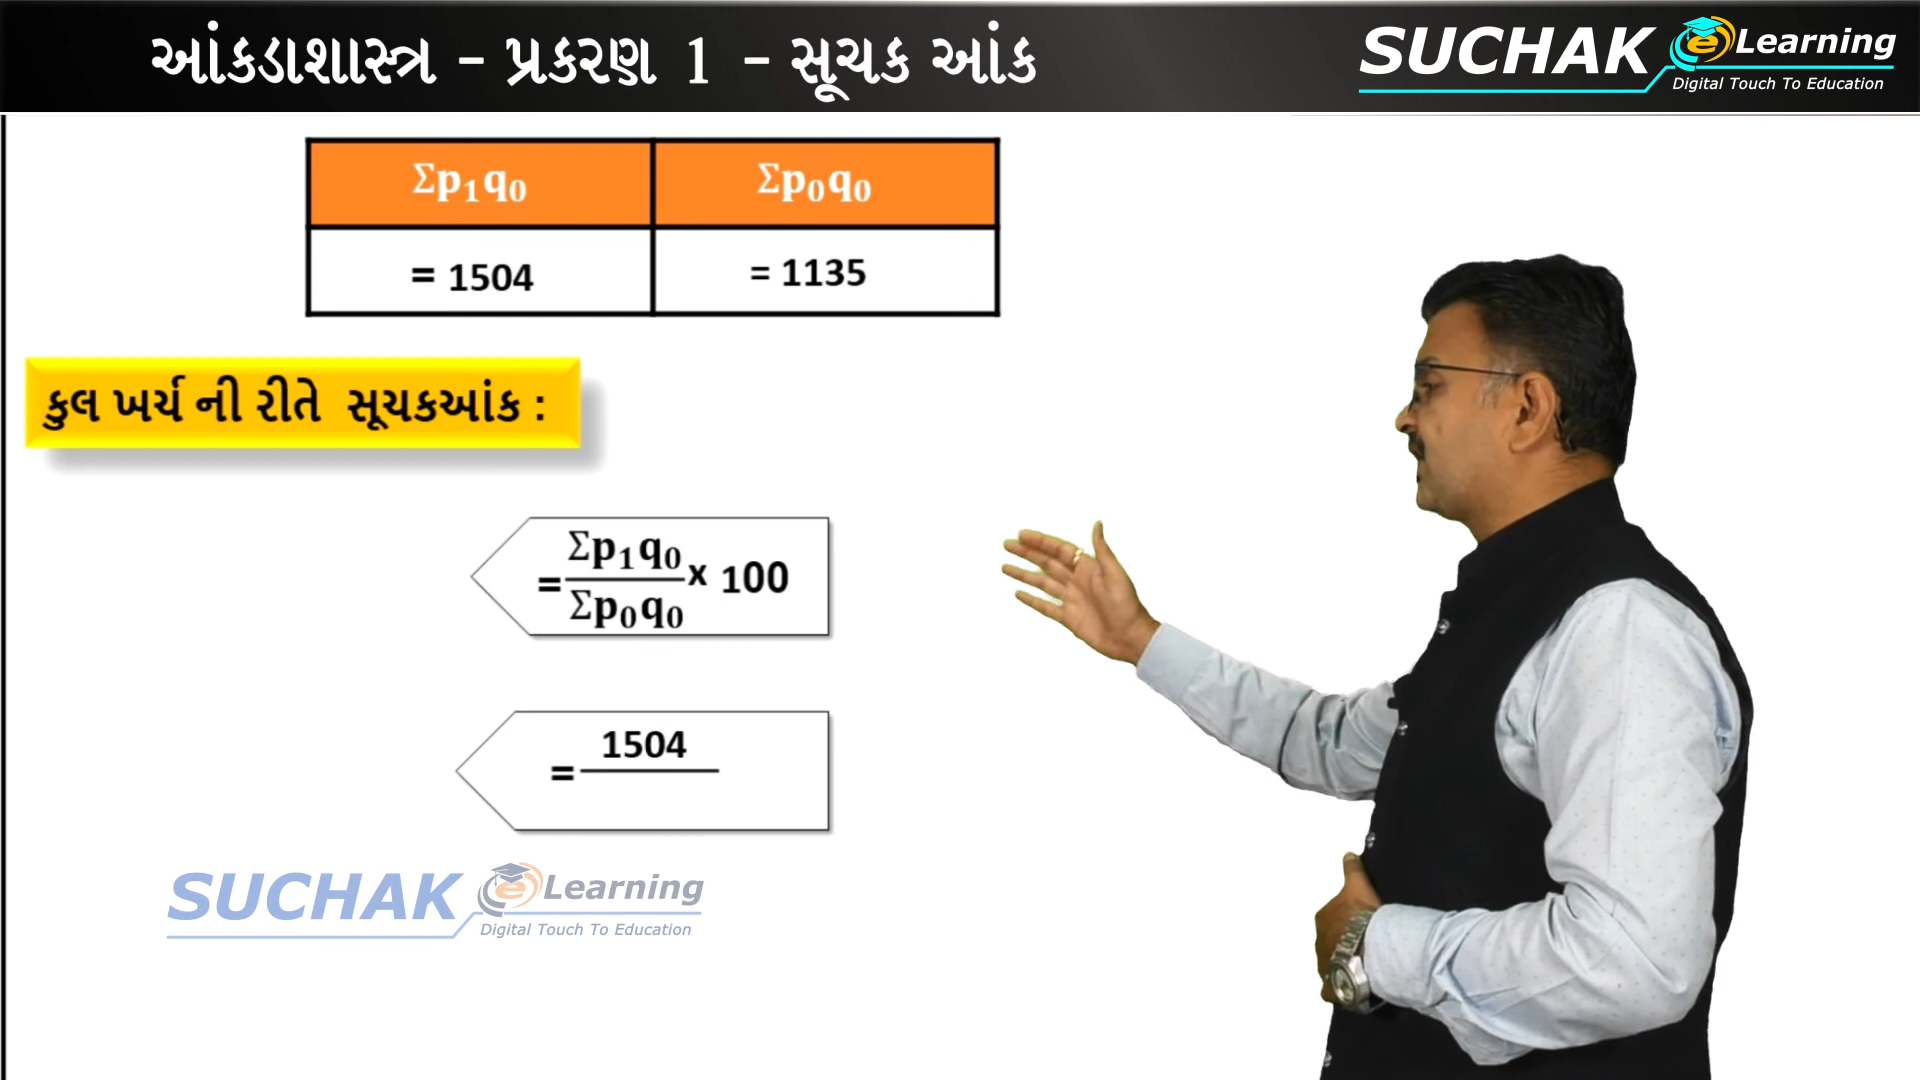 આંકડાશાસ્ત્ર - પ્રકરણ 1 - સૂચક આંક
SUCHAK e Learning
Digital Touch To Education
Σp₁q₀ Σp₀q₀
= 1504 = 1135
કુલ ખર્ચ ની રીતે સૂચકઆંક :
Σp₁q₀
= x 100
Σp₀q₀
1504
=
SUCHAK e Learning
Digital Touch To Education